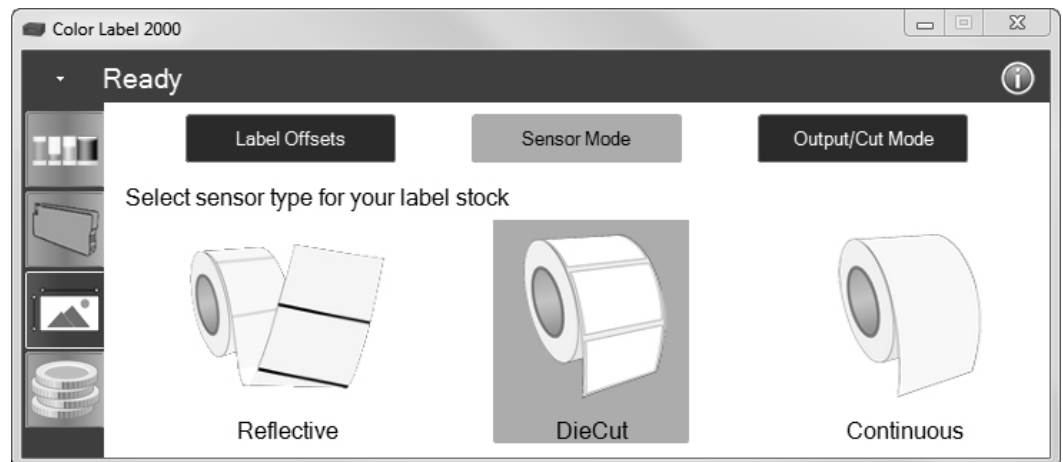 Color Label 2000
Ready
Label Offsets
Sensor Mode
Output/Cut Mode
Select sensor type for your label stock
Reflective
DieCut
Continuous